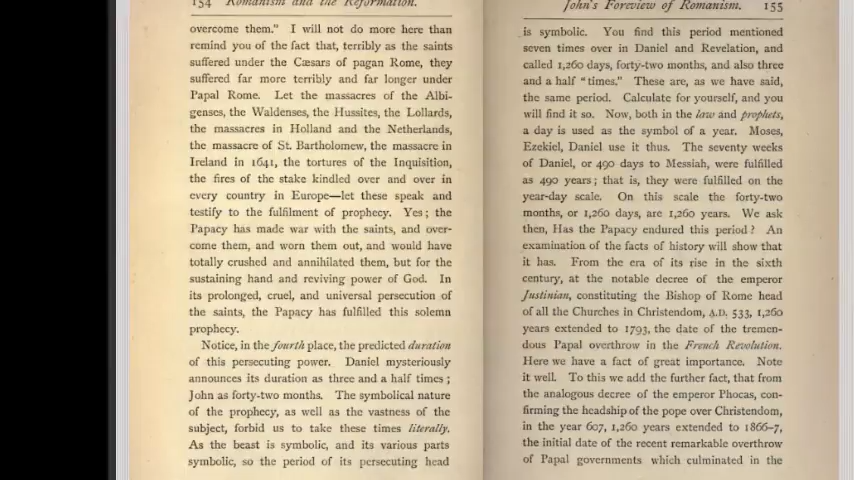 154 Romanism and the Reformation.
overcome them." I will not do more here than
remind you of the fact that, terribly as the saints
suffered under the Cæsars of pagan Rome, they
suffered far more terribly and far longer under
Papal Rome. Let the massacres of the Albi-
genses, the Waldenses, the Hussites, the Lollards,
the massacres in Holland and the Netherlands,
the massacre of St. Bartholomew, the massacre in
Ireland in 1641, the tortures of the Inquisition,
the fires of the stake kindled over and over in
every country in Europe—let these speak and
testify to the fulfilment of prophecy. Yes; the
Papacy has made war with the saints, and over-
come them, and worn them out, and would have
totally crushed and annihilated them, but for the
sustaining hand and reviving power of God. In
its prolonged, cruel, and universal persecution of
the saints, the Papacy has fulfilled this solemn
prophecy.
Notice, in the fourth place, the predicted duration
of this persecuting power. Daniel mysteriously
announces its duration as three and a half times;
John as forty-two months. The symbolical nature
of the prophecy, as well as the vastness of the
subject, forbid us to take these times literally.
As the beast is symbolic, and its various parts
symbolic, so the period of its persecuting head
John's Foreview of Romanism. 155
is symbolic. You find this period mentioned
seven times over in Daniel and Revelation, and
called 1,260 days, forty-two months, and also three
and a half "times." These are, as we have said,
the same period. Calculate for yourself, and you
will find it so. Now, both in the law and prophets,
a day is used as the symbol of a year. Moses,
Ezekiel, Daniel use it thus. The seventy weeks
of Daniel, or 490 days to Messiah, were fulfilled
as 490 years; that is, they were fulfilled on the
year-day scale. On this scale the forty-two
months, or 1,260 days, are 1,260 years. We ask
then, Has the Papacy endured this period? An
examination of the facts of history will show that
it has. From the era of its rise in the sixth
century, at the notable decree of the emperor
Justinian, constituting the Bishop of Rome head
of all the Churches in Christendom, A.D. 533, 1,260
years extended to 1793, the date of the tremen-
dous Papal overthrow in the French Revolution.
Here we have a fact of great importance. Note
it well. To this we add the further fact, that from
the analogous decree of the emperor Phocas, con-
firming the headship of the pope over Christendom,
in the year 607, 1,260 years extended to 1866-7,
the initial date of the recent remarkable overthrow
of Papal governments which culminated in the